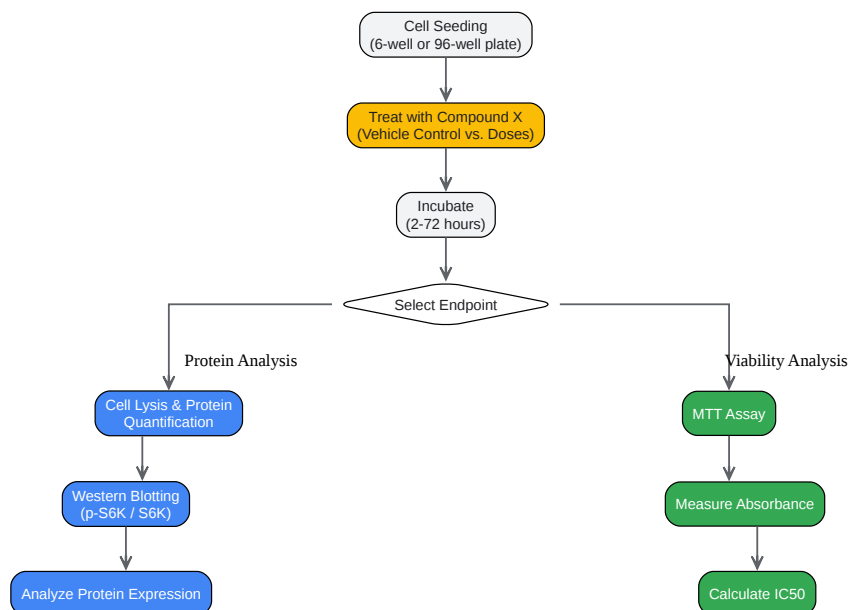 Cell Seeding
(6-well or 96-well plate)
Treat with Compound X
(Vehicle Control vs. Doses)
Incubate
(2-72 hours)
Select Endpoint
Protein Analysis
Viability Analysis
Cell Lysis & Protein
Quantification
MTT Assay
Western Blotting
(p-S6K / S6K)
Measure Absorbance
Analyze Protein Expression
Calculate IC50